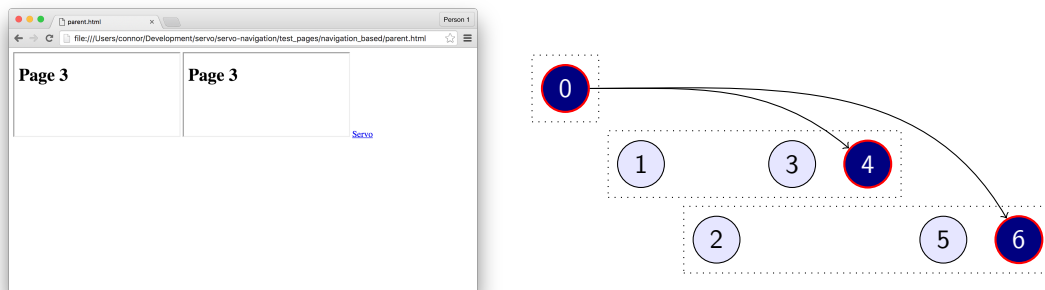 parent.html
Person 1
file:///Users/connor/Development/servo/servo-navigation/test_pages/navigation_based/parent.html
Page 3 Page 3
Servo
0
1 3 4
2 5 6